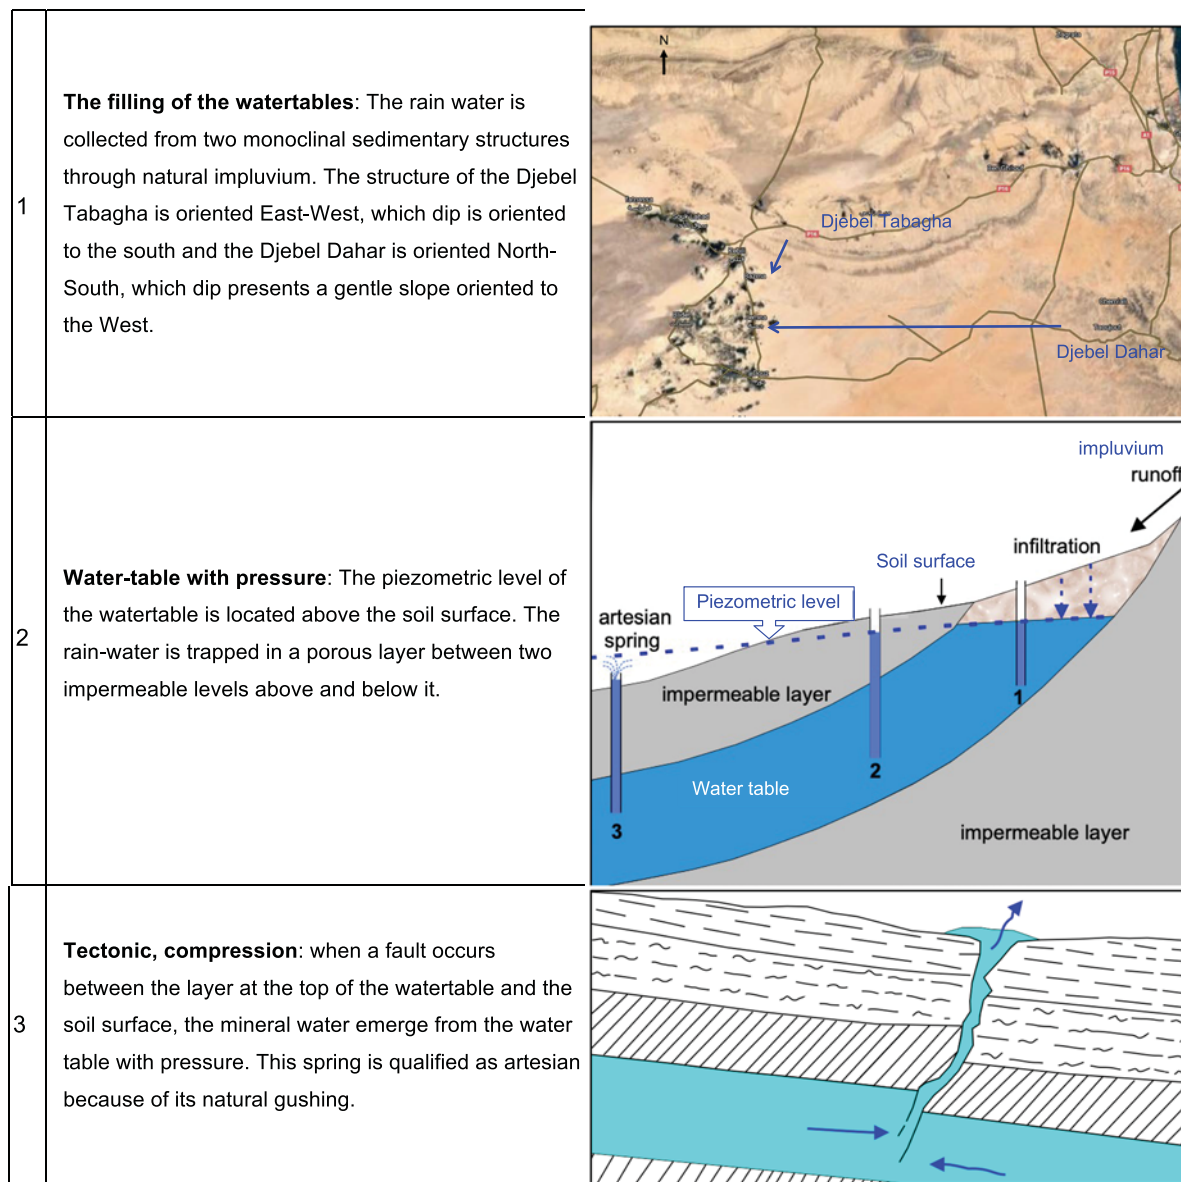 1
The filling of the watertables: The rain water is
collected from two monoclinal sedimentary structures
through natural impluvium. The structure of the Djebel
Tabagha is oriented East-West, which dip is oriented
to the south and the Djebel Dahar is oriented North-
South, which dip presents a gentle slope oriented to
the West.
N
Djebel Tabagha
Djebel Dahar
2
Water-table with pressure: The piezometric level of
the watertable is located above the soil surface. The
rain-water is trapped in a porous layer between two
impermeable levels above and below it.
impluvium
runoff
infiltration
Soil surface
Piezometric level
artesian
spring
impermeable layer
1
2
Water table
3
impermeable layer
3
Tectonic, compression: when a fault occurs
between the layer at the top of the watertable and the
soil surface, the mineral water emerge from the water
table with pressure. This spring is qualified as artesian
because of its natural gushing.